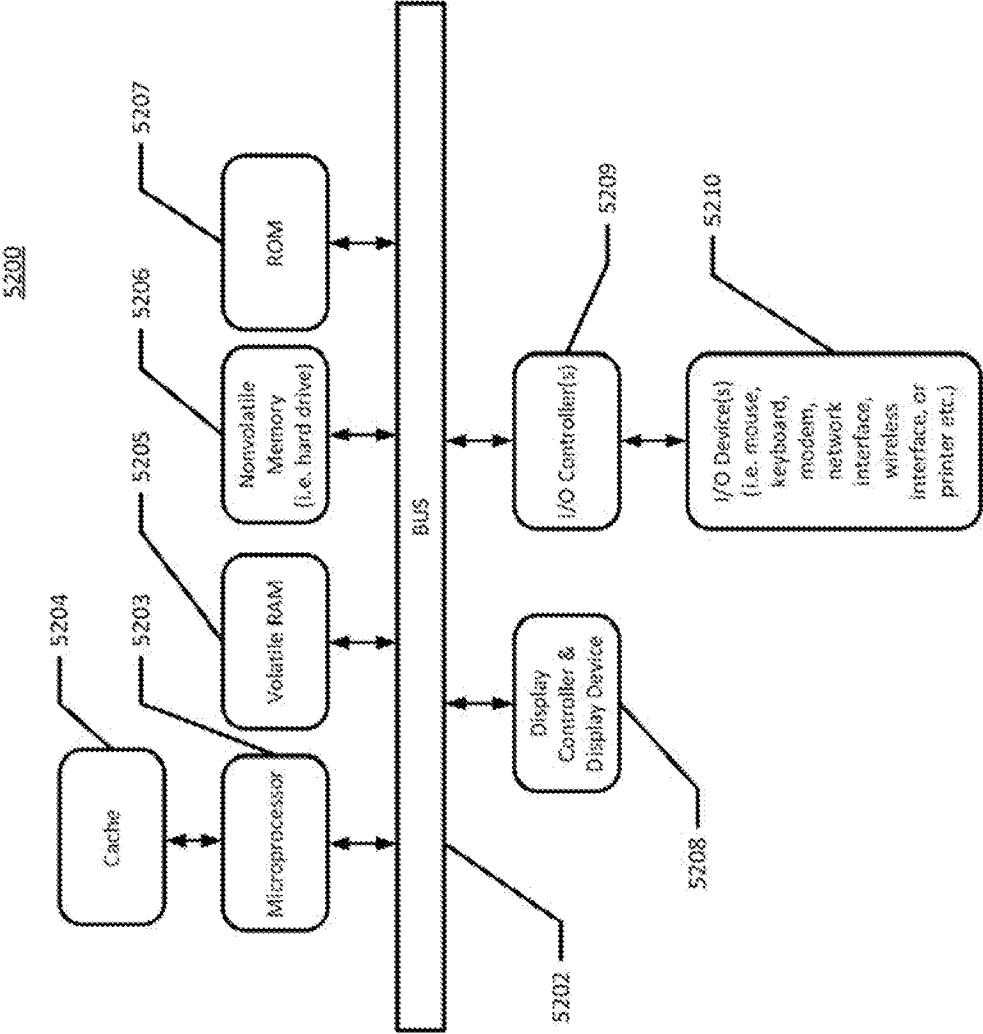 5200
5204
Cache
5203
5205
5206
5207
Microprocessor
Volatile RAM
Nonvolatile
Memory
(i.e. hard drive)
ROM
BUS
5202
Display
Controller &
Display Device
5208
I/O Controller(s)
5209
I/O Device(s)
(i.e. mouse,
keyboard,
modem,
network
interface,
wireless
interface, or
printer etc.)
5210